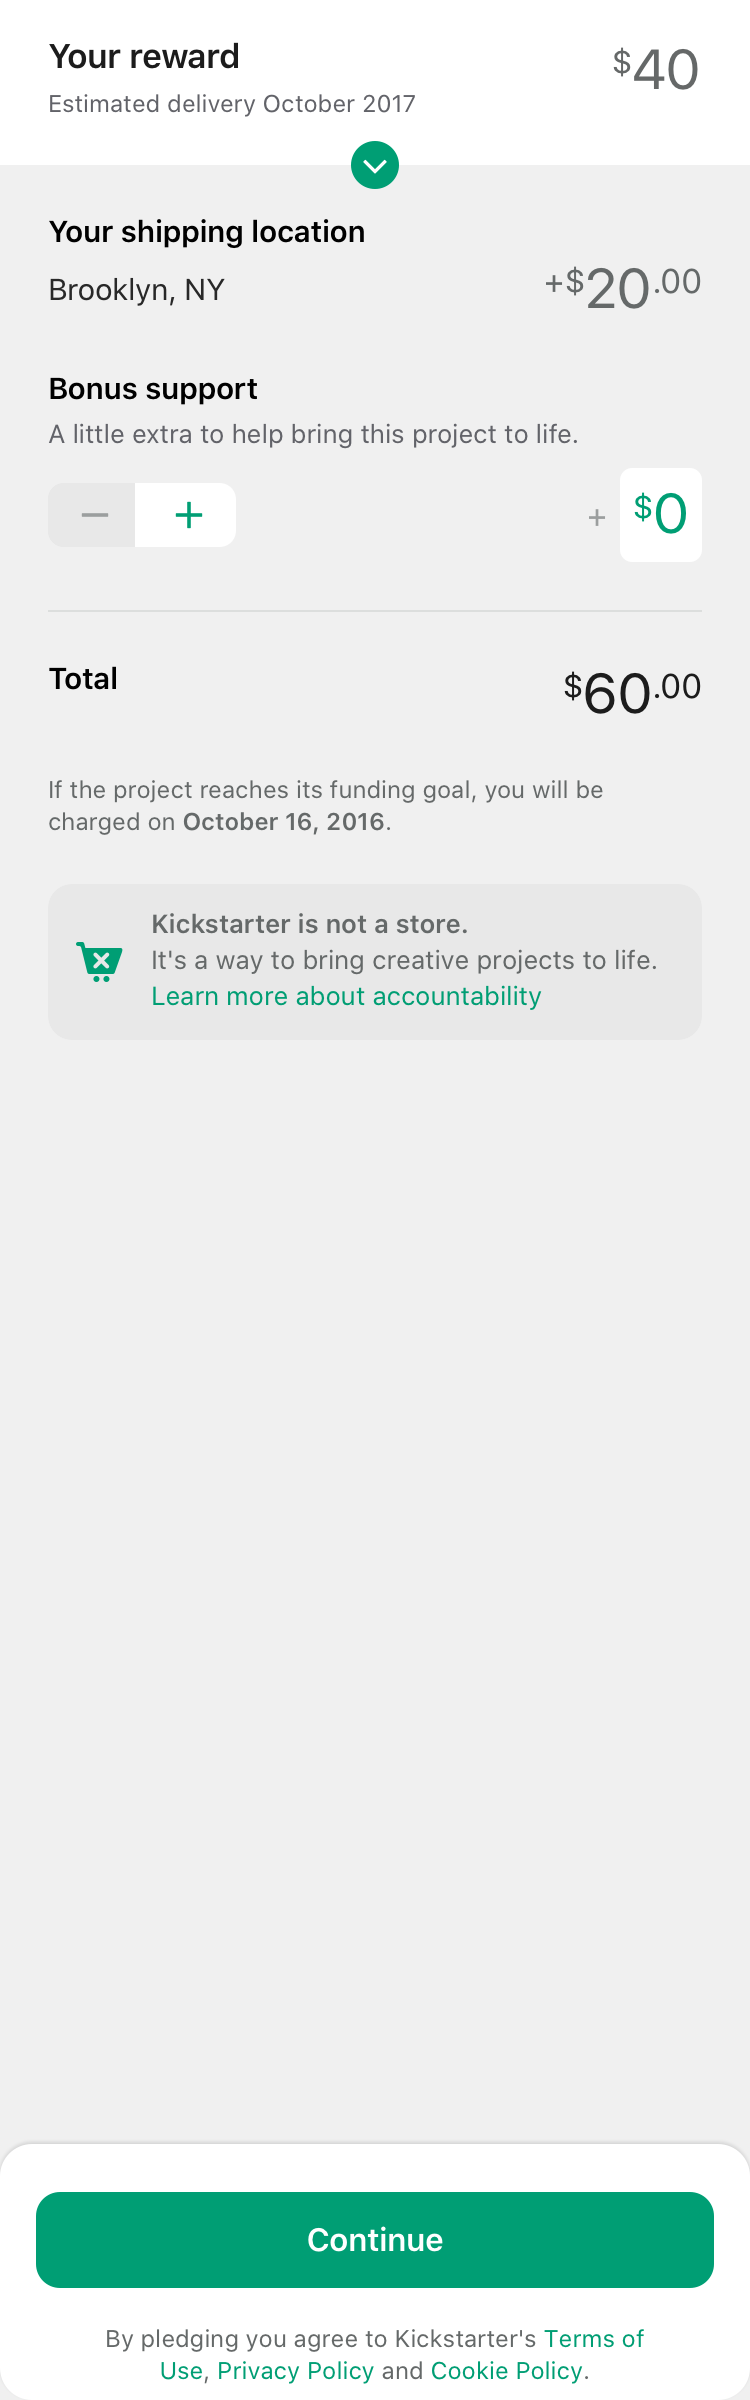 Your reward
$40
Estimated delivery October 2017
Your shipping location
Brooklyn, NY
+$20.00
Bonus support
A little extra to help bring this project to life.
+ $0
Total
$60.00
If the project reaches its funding goal, you will be
charged on October 16, 2016.
Kickstarter is not a store.
It's a way to bring creative projects to life.
Learn more about accountability
Continue
By pledging you agree to Kickstarter's Terms of
Use, Privacy Policy and Cookie Policy.